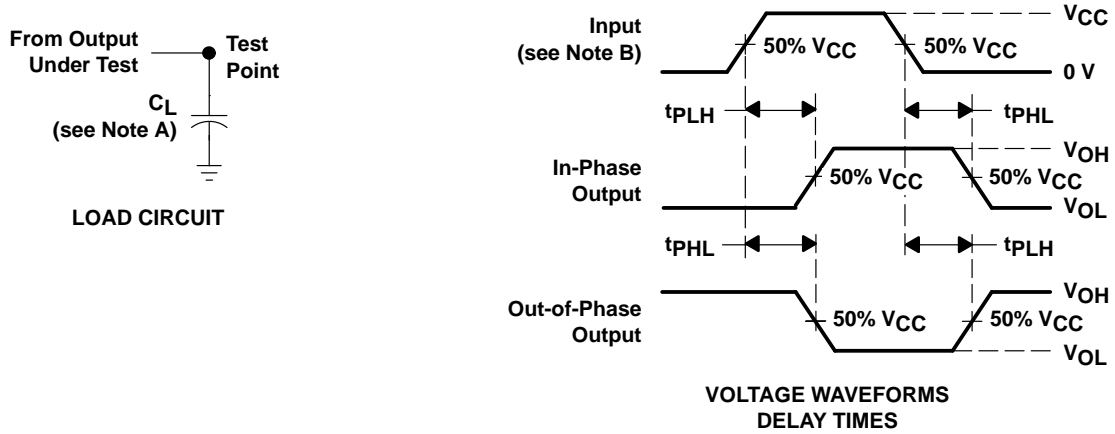 From Output
Under Test
Test
Point
CL
(see Note A)
LOAD CIRCUIT
Input
(see Note B)
50% VCC
50% VCC
VCC
0 V
tPLH
tPHL
In-Phase
Output
50% VCC
50% VCC
VOH
VOL
tPHL
tPLH
Out-of-Phase
Output
50% VCC
50% VCC
VOH
VOL
VOLTAGE WAVEFORMS
DELAY TIMES